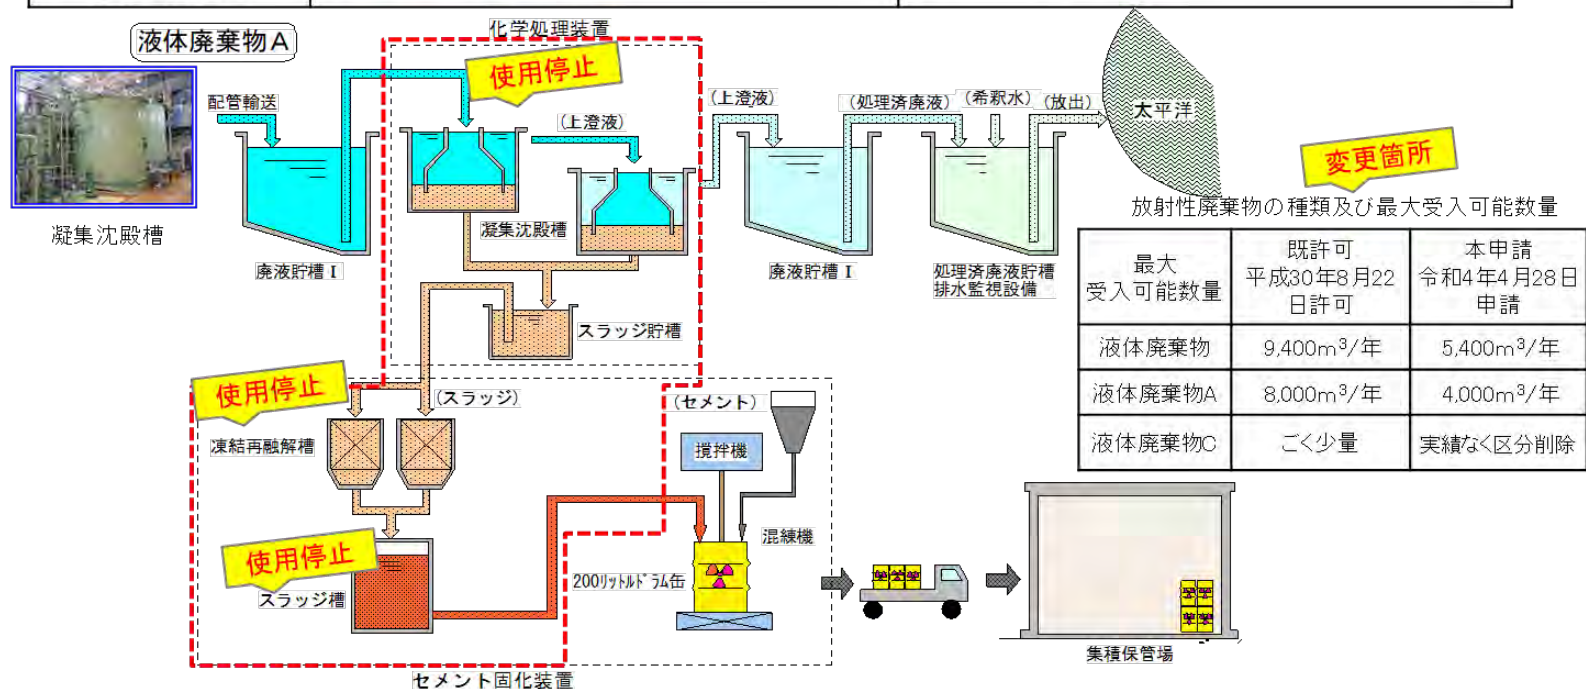 化学処理装置
液体廃棄物A
使用停止
配管輸送
(上澄液)
(上澄液)
(処理済廃液)
(希釈水)
(放出)
太平洋
変更箇所
凝集沈殿槽
廃液貯槽Ⅰ
凝集沈殿槽
廃液貯槽Ⅰ
処理済廃液貯槽
排水監視設備
スラッジ貯槽
放射性廃棄物の種類及び最大受入可能数量
最大
受入可能数量
既許可
平成30年8月22
日許可
本申請
令和4年4月28日
申請
液体廃棄物 9,400m³/年 5,400m³/年
液体廃棄物A 8,000m³/年 4,000m³/年
液体廃棄物C ごく少量 実績なく区分削除
使用停止
(スラッジ)
(セメント)
凍結再融解槽
撹拌機
混練機
使用停止
スラッジ槽
200リットルドラム缶
集積保管場
セメント固化装置